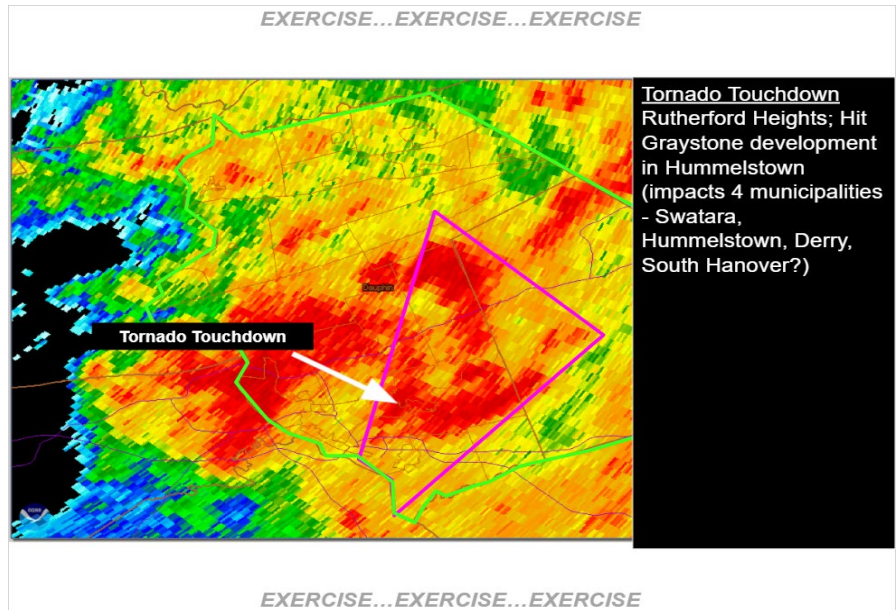 EXERCISE...EXERCISE...EXERCISE
Tornado Touchdown
Rutherford Heights; Hit
Graystone development
in Hummelstown
(impacts 4 municipalities
- Swatara,
Hummelstown, Derry,
South Hanover?)
Dauphin
Tornado Touchdown
EXERCISE...EXERCISE...EXERCISE